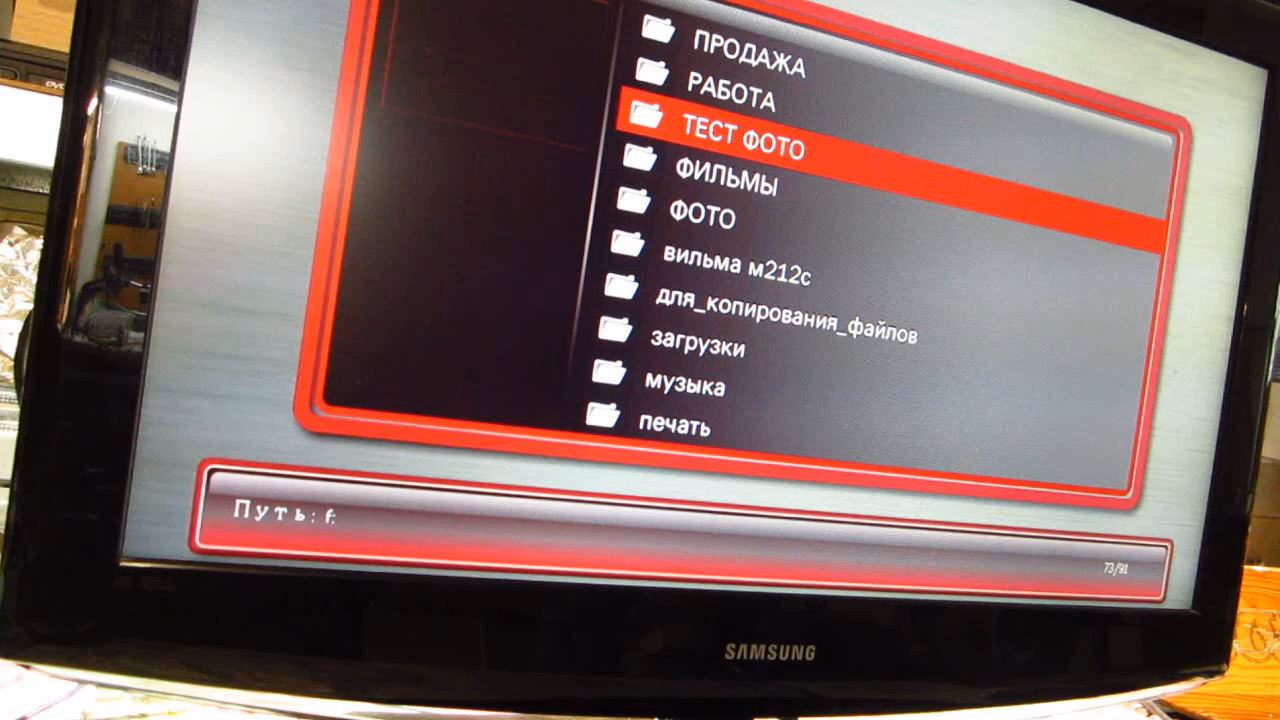 ПРОДАЖА
РАБОТА
ТЕСТ ФОТО
ФИЛЬМЫ
ФОТО
вильма м212с
для_копирования_файлов
загрузки
музыка
печать
Путь: f:
73/91
SAMSUNG